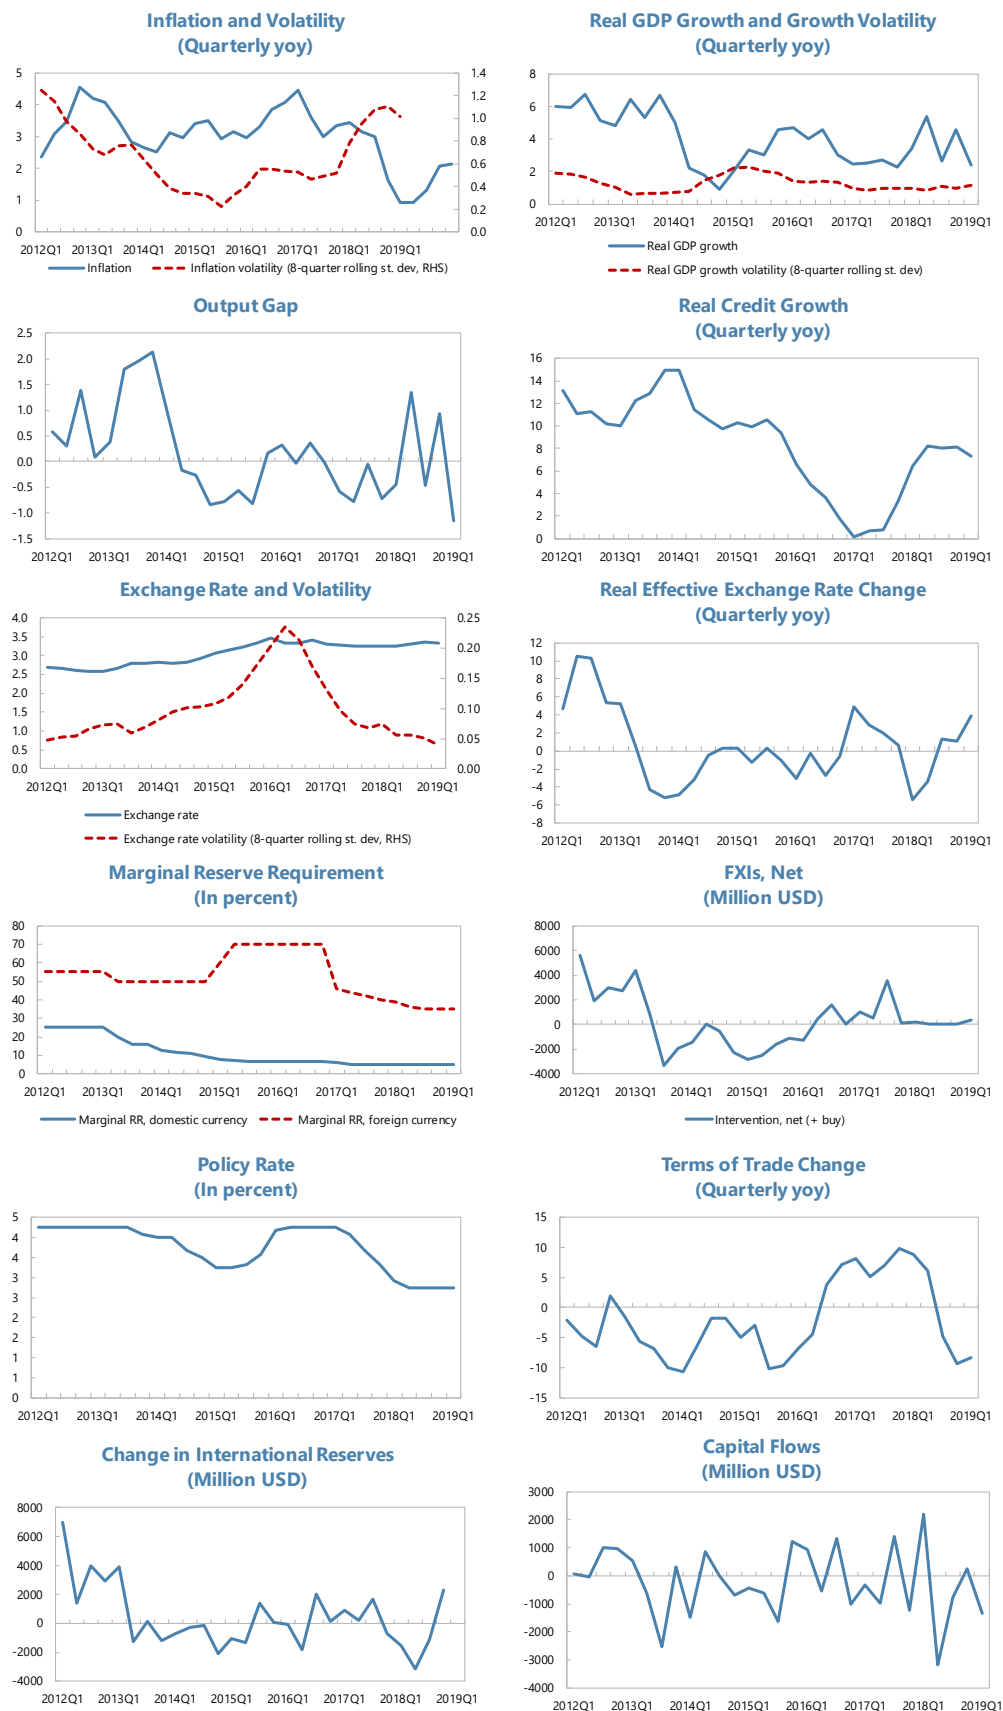 Inflation and Volatility
(Quarterly yoy)
5
4
3
2
1
0
1.4
1.2
1.0
0.8
0.6
0.4
0.2
0.0
2012Q1 2013Q1 2014Q1 2015Q1 2016Q1 2017Q1 2018Q1 2019Q1
Inflation Inflation volatility (8-quarter rolling st. dev, RHS)
Real GDP Growth and Growth Volatility
(Quarterly yoy)
8
6
4
2
0
2012Q1 2013Q1 2014Q1 2015Q1 2016Q1 2017Q1 2018Q1 2019Q1
Real GDP growth
Real GDP growth volatility (8-quarter rolling st. dev)
Output Gap
2.5
2.0
1.5
1.0
0.5
0.0
-0.5
-1.0
-1.5
2012Q1 2013Q1 2014Q1 2015Q1 2016Q1 2017Q1 2018Q1 2019Q1
Real Credit Growth
(Quarterly yoy)
16
14
12
10
8
6
4
2
0
2012Q1 2013Q1 2014Q1 2015Q1 2016Q1 2017Q1 2018Q1 2019Q1
Exchange Rate and Volatility
4.0
3.5
3.0
2.5
2.0
1.5
1.0
0.5
0.0
0.25
0.20
0.15
0.10
0.05
0.00
2012Q1 2013Q1 2014Q1 2015Q1 2016Q1 2017Q1 2018Q1 2019Q1
Exchange rate
Exchange rate volatility (8-quarter rolling st. dev, RHS)
Real Effective Exchange Rate Change
(Quarterly yoy)
12
10
8
6
4
2
0
-2
-4
-6
-8
2012Q1 2013Q1 2014Q1 2015Q1 2016Q1 2017Q1 2018Q1 2019Q1
Marginal Reserve Requirement
(In percent)
80
70
60
50
40
30
20
10
0
2012Q1 2013Q1 2014Q1 2015Q1 2016Q1 2017Q1 2018Q1 2019Q1
Marginal RR, domestic currency Marginal RR, foreign currency
FXIs, Net
(Million USD)
8000
6000
4000
2000
0
-2000
-4000
2012Q1 2013Q1 2014Q1 2015Q1 2016Q1 2017Q1 2018Q1 2019Q1
Intervention, net (+ buy)
Policy Rate
(In percent)
5
4
4
3
3
2
2
1
1
0
2012Q1 2013Q1 2014Q1 2015Q1 2016Q1 2017Q1 2018Q1 2019Q1
Terms of Trade Change
(Quarterly yoy)
15
10
5
0
-5
-10
-15
2012Q1 2013Q1 2014Q1 2015Q1 2016Q1 2017Q1 2018Q1 2019Q1
Change in International Reserves
(Million USD)
8000
6000
4000
2000
0
-2000
-4000
2012Q1 2013Q1 2014Q1 2015Q1 2016Q1 2017Q1 2018Q1 2019Q1
Capital Flows
(Million USD)
3000
2000
1000
0
-1000
-2000
-3000
-4000
2012Q1 2013Q1 2014Q1 2015Q1 2016Q1 2017Q1 2018Q1 2019Q1